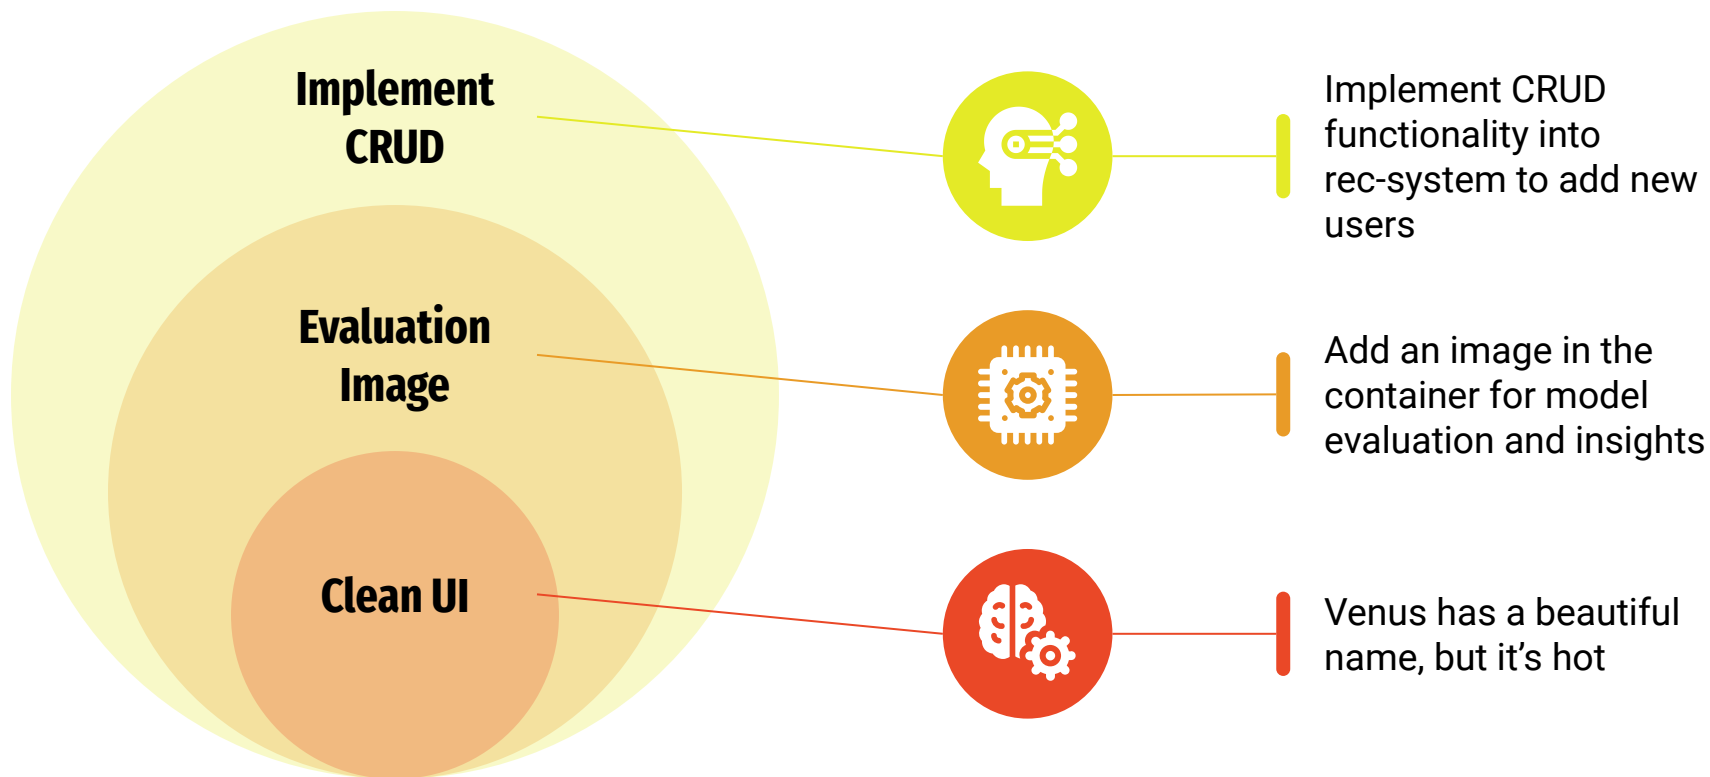 Implement
CRUD
Implement CRUD
functionality into
rec-system to add new
users
Evaluation
Image
Add an image in the
container for model
evaluation and insights
Clean UI
Venus has a beautiful
name, but it’s hot